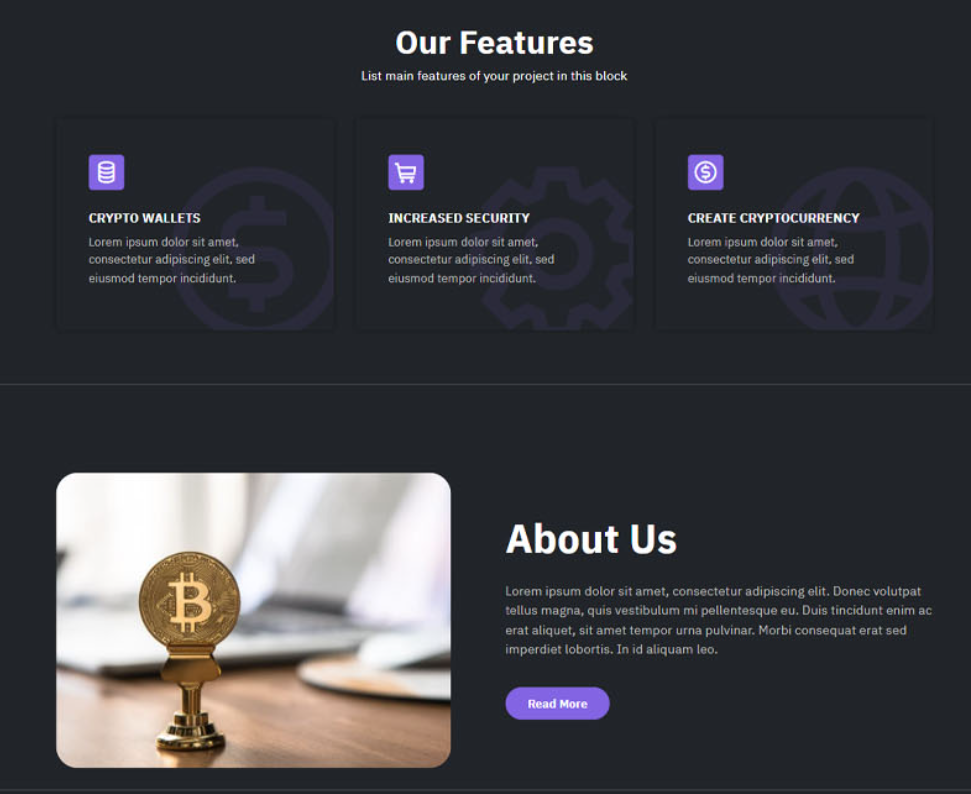 Our Features
List main features of your project in this block
CRYPTO WALLETS
Lorem ipsum dolor sit amet,
consectetur adipiscing elit, sed
eiusmod tempor incididunt.
INCREASED SECURITY
Lorem ipsum dolor sit amet,
consectetur adipiscing elit, sed
eiusmod tempor incididunt.
CREATE CRYPTOCURRENCY
Lorem ipsum dolor sit amet,
consectetur adipiscing elit, sed
eiusmod tempor incididunt.
About Us
Lorem ipsum dolor sit amet, consectetur adipiscing elit. Donec volutpat
tellus magna, quis vestibulum mi pellentesque eu. Duis tincidunt enim ac
erat aliquet, sit amet tempor urna pulvinar. Morbi consequat erat sed
imperdiet lobortis. In id aliquam leo.
Read More